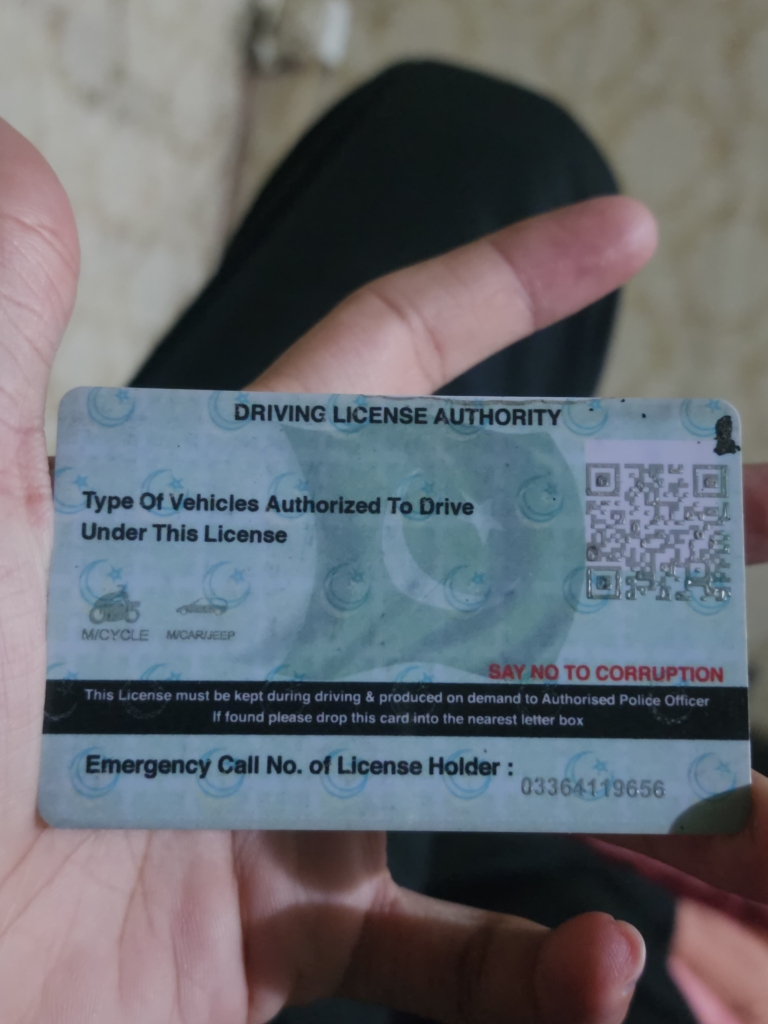 DRIVING LICENSE AUTHORITY
Type Of Vehicles Authorized To Drive
Under This License
M/CYCLE M/CAR/JEEP
SAY NO TO CORRUPTION
This License must be kept during driving & produced on demand to Authorised Police Officer
If found please drop this card into the nearest letter box
Emergency Call No. of License Holder :
03364119656